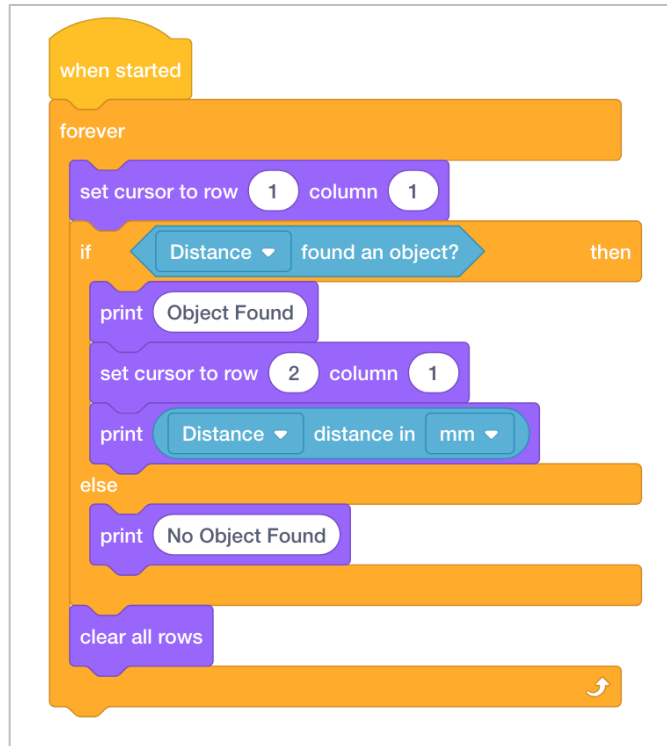 when started
forever
set cursor to row 1 column 1
if Distance found an object? then
print Object Found
set cursor to row 2 column 1
print Distance distance in mm
else
print No Object Found
clear all rows